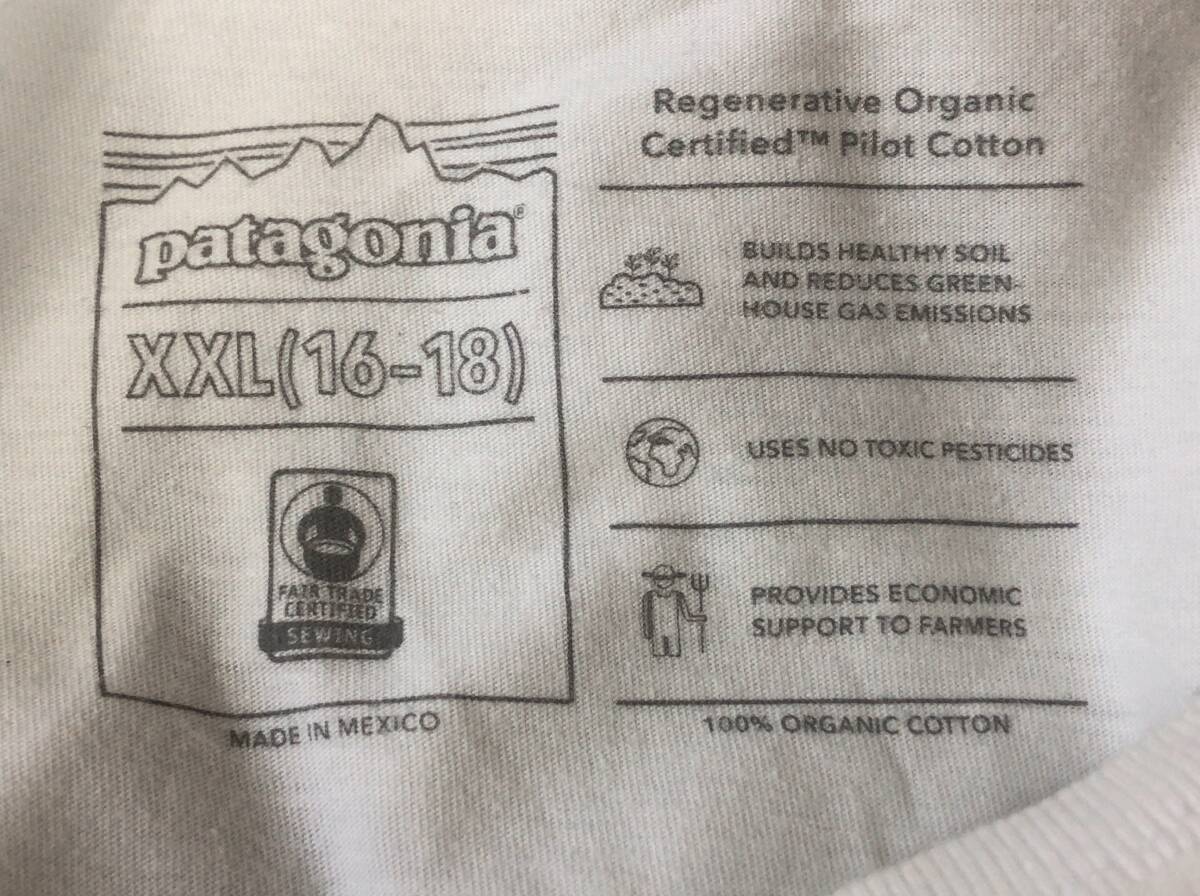 patagonia®
XXL(16-18)
FAIR TRADE
CERTIFIED
SEWING
MADE IN MEXICO
Regenerative Organic
Certified™ Pilot Cotton
BUILDS HEALTHY SOIL
AND REDUCES GREEN-
HOUSE GAS EMISSIONS
USES NO TOXIC PESTICIDES
PROVIDES ECONOMIC
SUPPORT TO FARMERS
100% ORGANIC COTTON